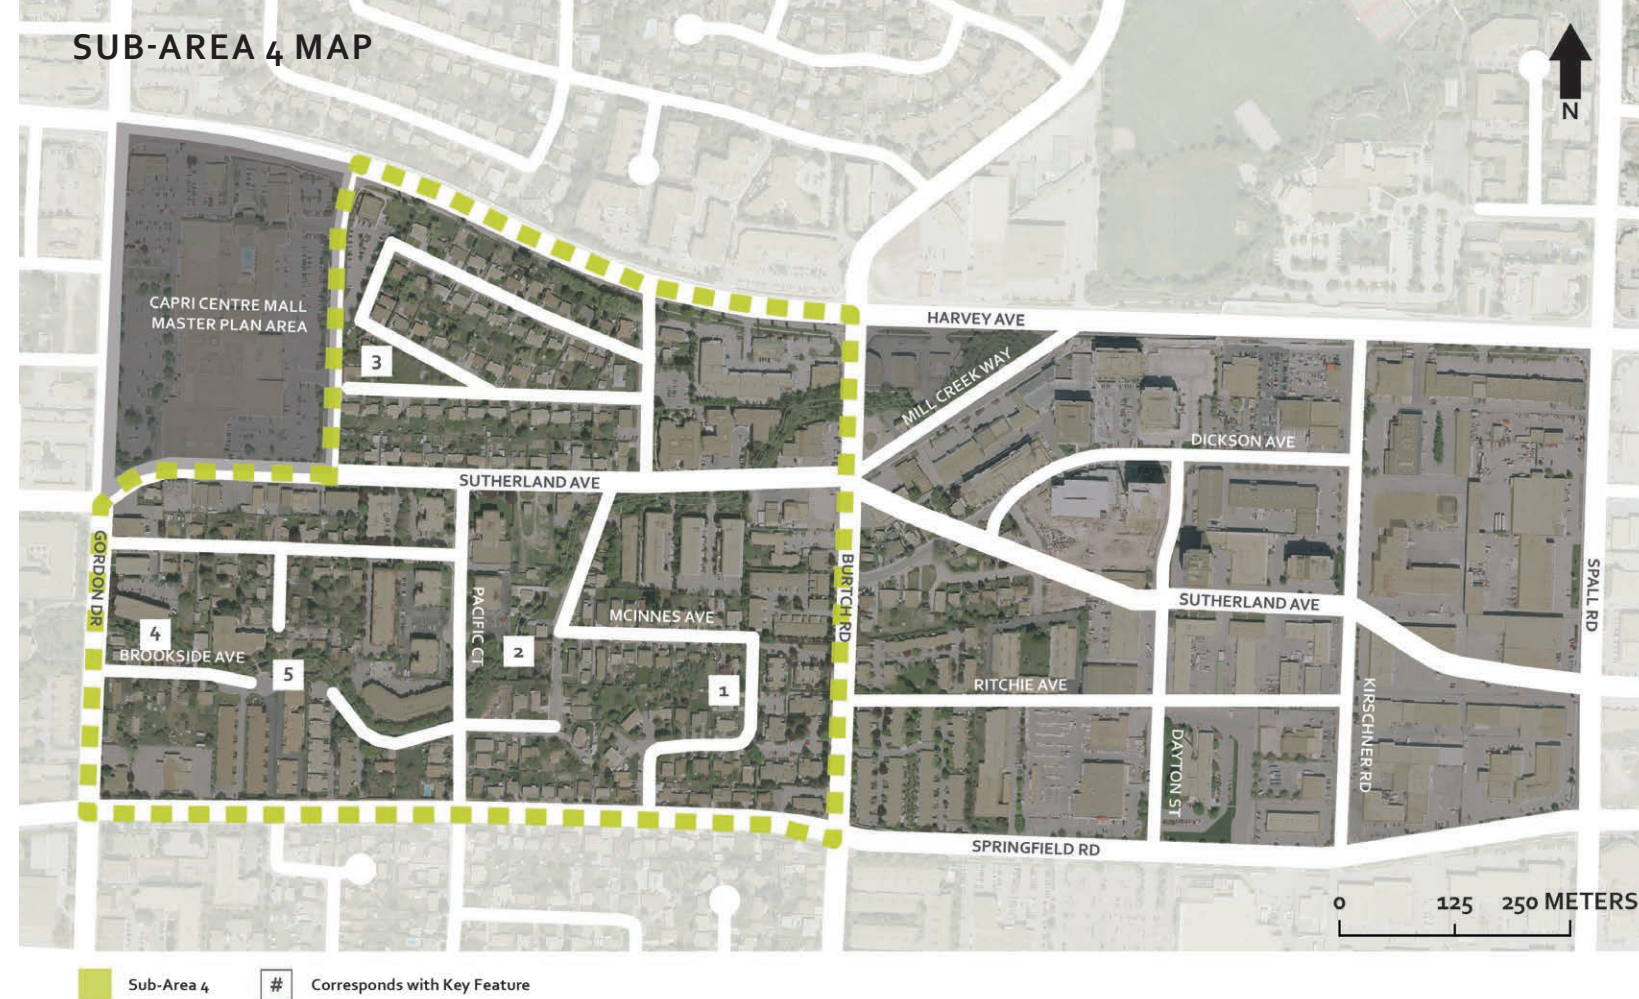 SUB-AREA 4 MAP
N
CAPRI CENTRE MALL
MASTER PLAN AREA
HARVEY AVE
3
MILL CREEK WAY
DICKSON AVE
SUTHERLAND AVE
GORDON DR
BURTCH RD
SPALL RD
PACIFIC CT
MCINNES AVE
SUTHERLAND AVE
4
BROOKSIDE AVE
2
5
1
RITCHIE AVE
KIRSCHNER RD
DAYTON ST
SPRINGFIELD RD
0 125 250 METERS
Sub-Area 4
# Corresponds with Key Feature